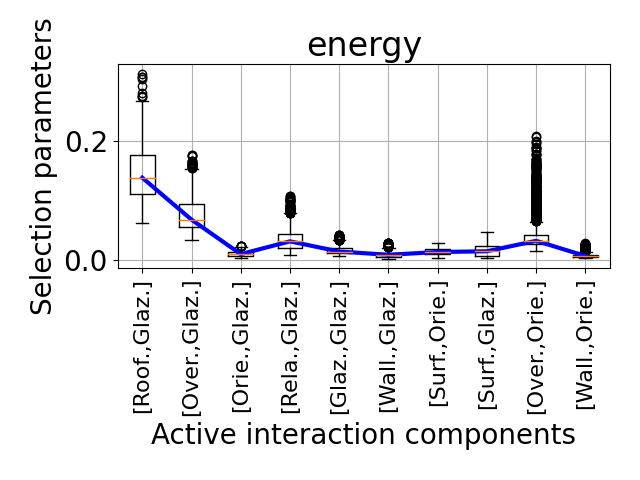 energy
Selection parameters
0.2
0.0
[Roof.,Glaz.]
[Over.,Glaz.]
[Orie.,Glaz.]
[Rela.,Glaz.]
[Glaz.,Glaz.]
[Wall.,Glaz.]
[Surf.,Orie.]
[Surf.,Glaz.]
[Over.,Orie.]
[Wall.,Orie.]
Active interaction components